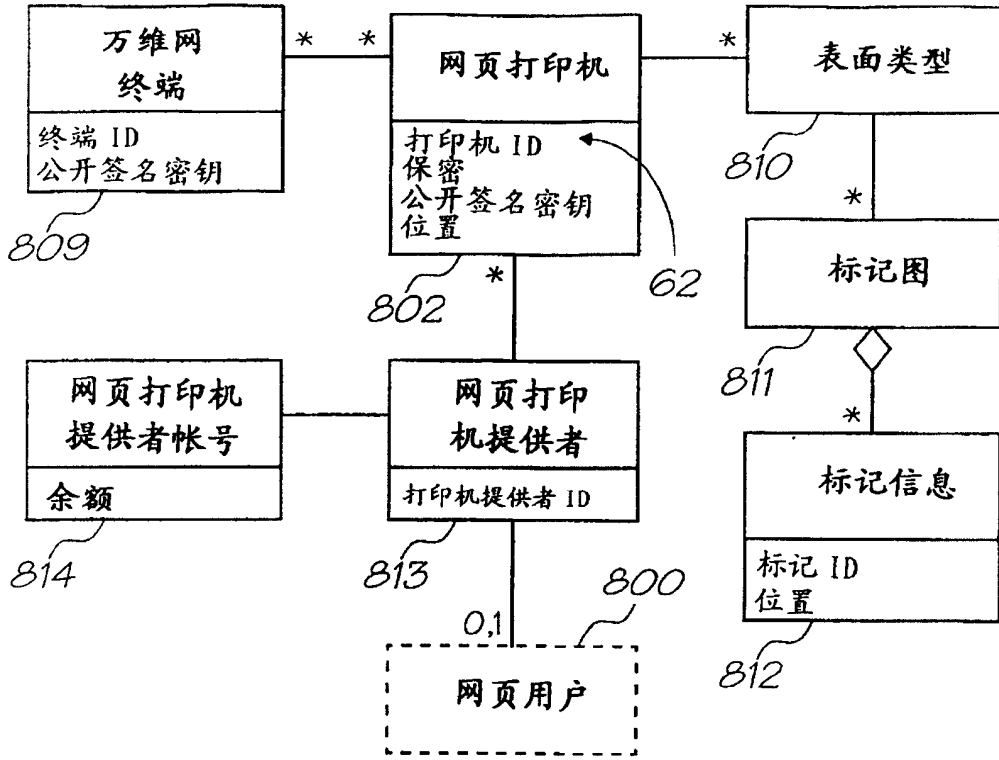 万维网
终端
终端 ID
公开签名密钥
809
*
*
网页打印机
打印机 ID
保密
公开签名密钥
位置
62
802
*
*
表面类型
810
*
标记图
811
*
标记信息
标记 ID
位置
812
网页打印机
提供者帐号
余额
814
网页打印
机提供者
打印机提供者 ID
813
0,1
800
网页用户